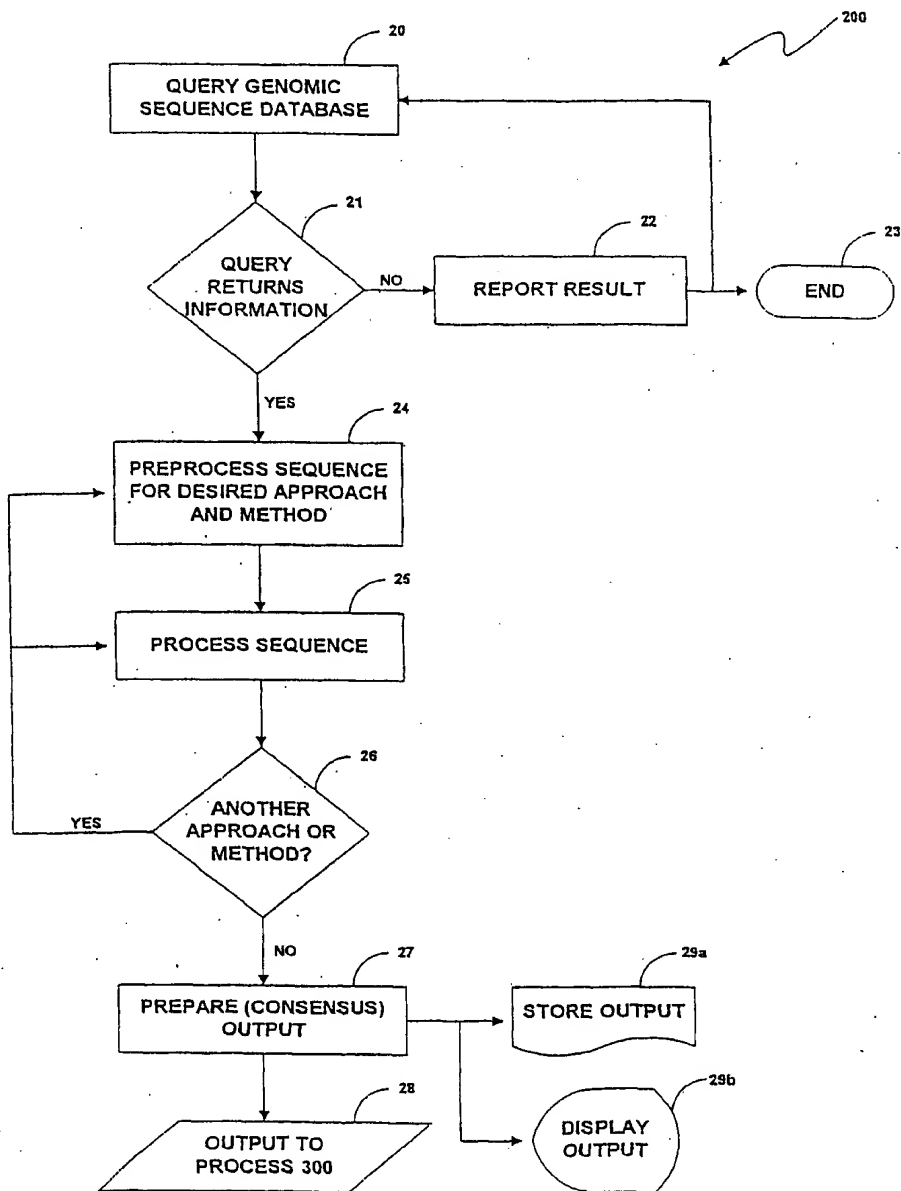 200
20
QUERY GENOMIC
SEQUENCE DATABASE
21
QUERY
RETURNS
INFORMATION
NO
22
REPORT RESULT
23
END
YES
24
PREPROCESS SEQUENCE
FOR DESIRED APPROACH
AND METHOD
25
PROCESS SEQUENCE
26
ANOTHER
APPROACH OR
METHOD?
YES
NO
27
PREPARE (CONSENSUS)
OUTPUT
29a
STORE OUTPUT
28
OUTPUT TO
PROCESS 300
29b
DISPLAY
OUTPUT